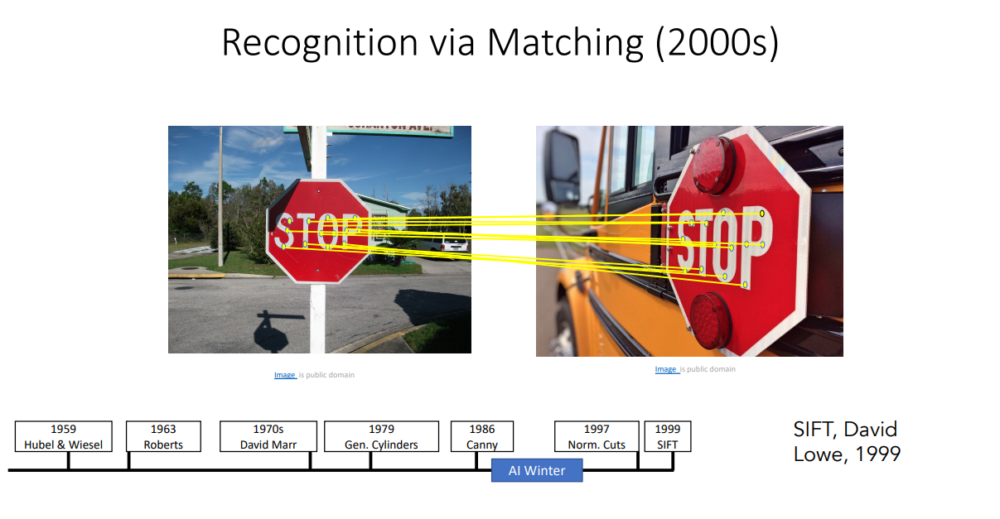 Recognition via Matching (2000s)
STOP
STOP
Image is public domain
Image is public domain
1959
Hubel & Wiesel
1963
Roberts
1970s
David Marr
1979
Gen. Cylinders
1986
Canny
AI Winter
1997
Norm. Cuts
1999
SIFT
SIFT, David
Lowe, 1999